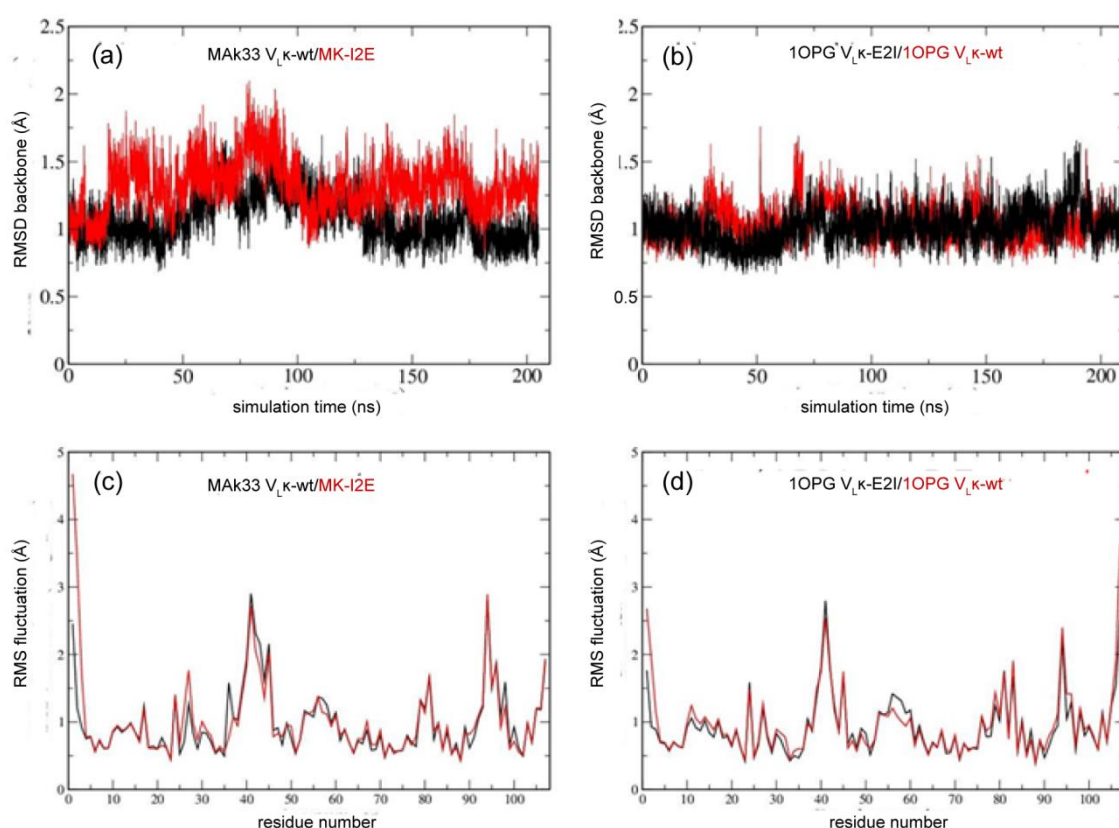 (a)
MAk33 VLκ-wt/MK-I2E
RMSD backbone (Å)
2.5
2
1.5
1
0.5
0
0 50 100 150 200
simulation time (ns)
(b)
1OPG VLκ-E2I/1OPG VLκ-wt
RMSD backbone (Å)
2.5
2
1.5
1
0.5
0
0 50 100 150 200
simulation time (ns)
(c)
MAk33 VLκ-wt/MK-I2E
RMS fluctuation (Å)
5
4
3
2
1
0
0 10 20 30 40 50 60 70 80 90 100
residue number
(d)
1OPG VLκ-E2I/1OPG VLκ-wt
RMS fluctuation (Å)
5
4
3
2
1
0
0 10 20 30 40 50 60 70 80 90 100
residue number